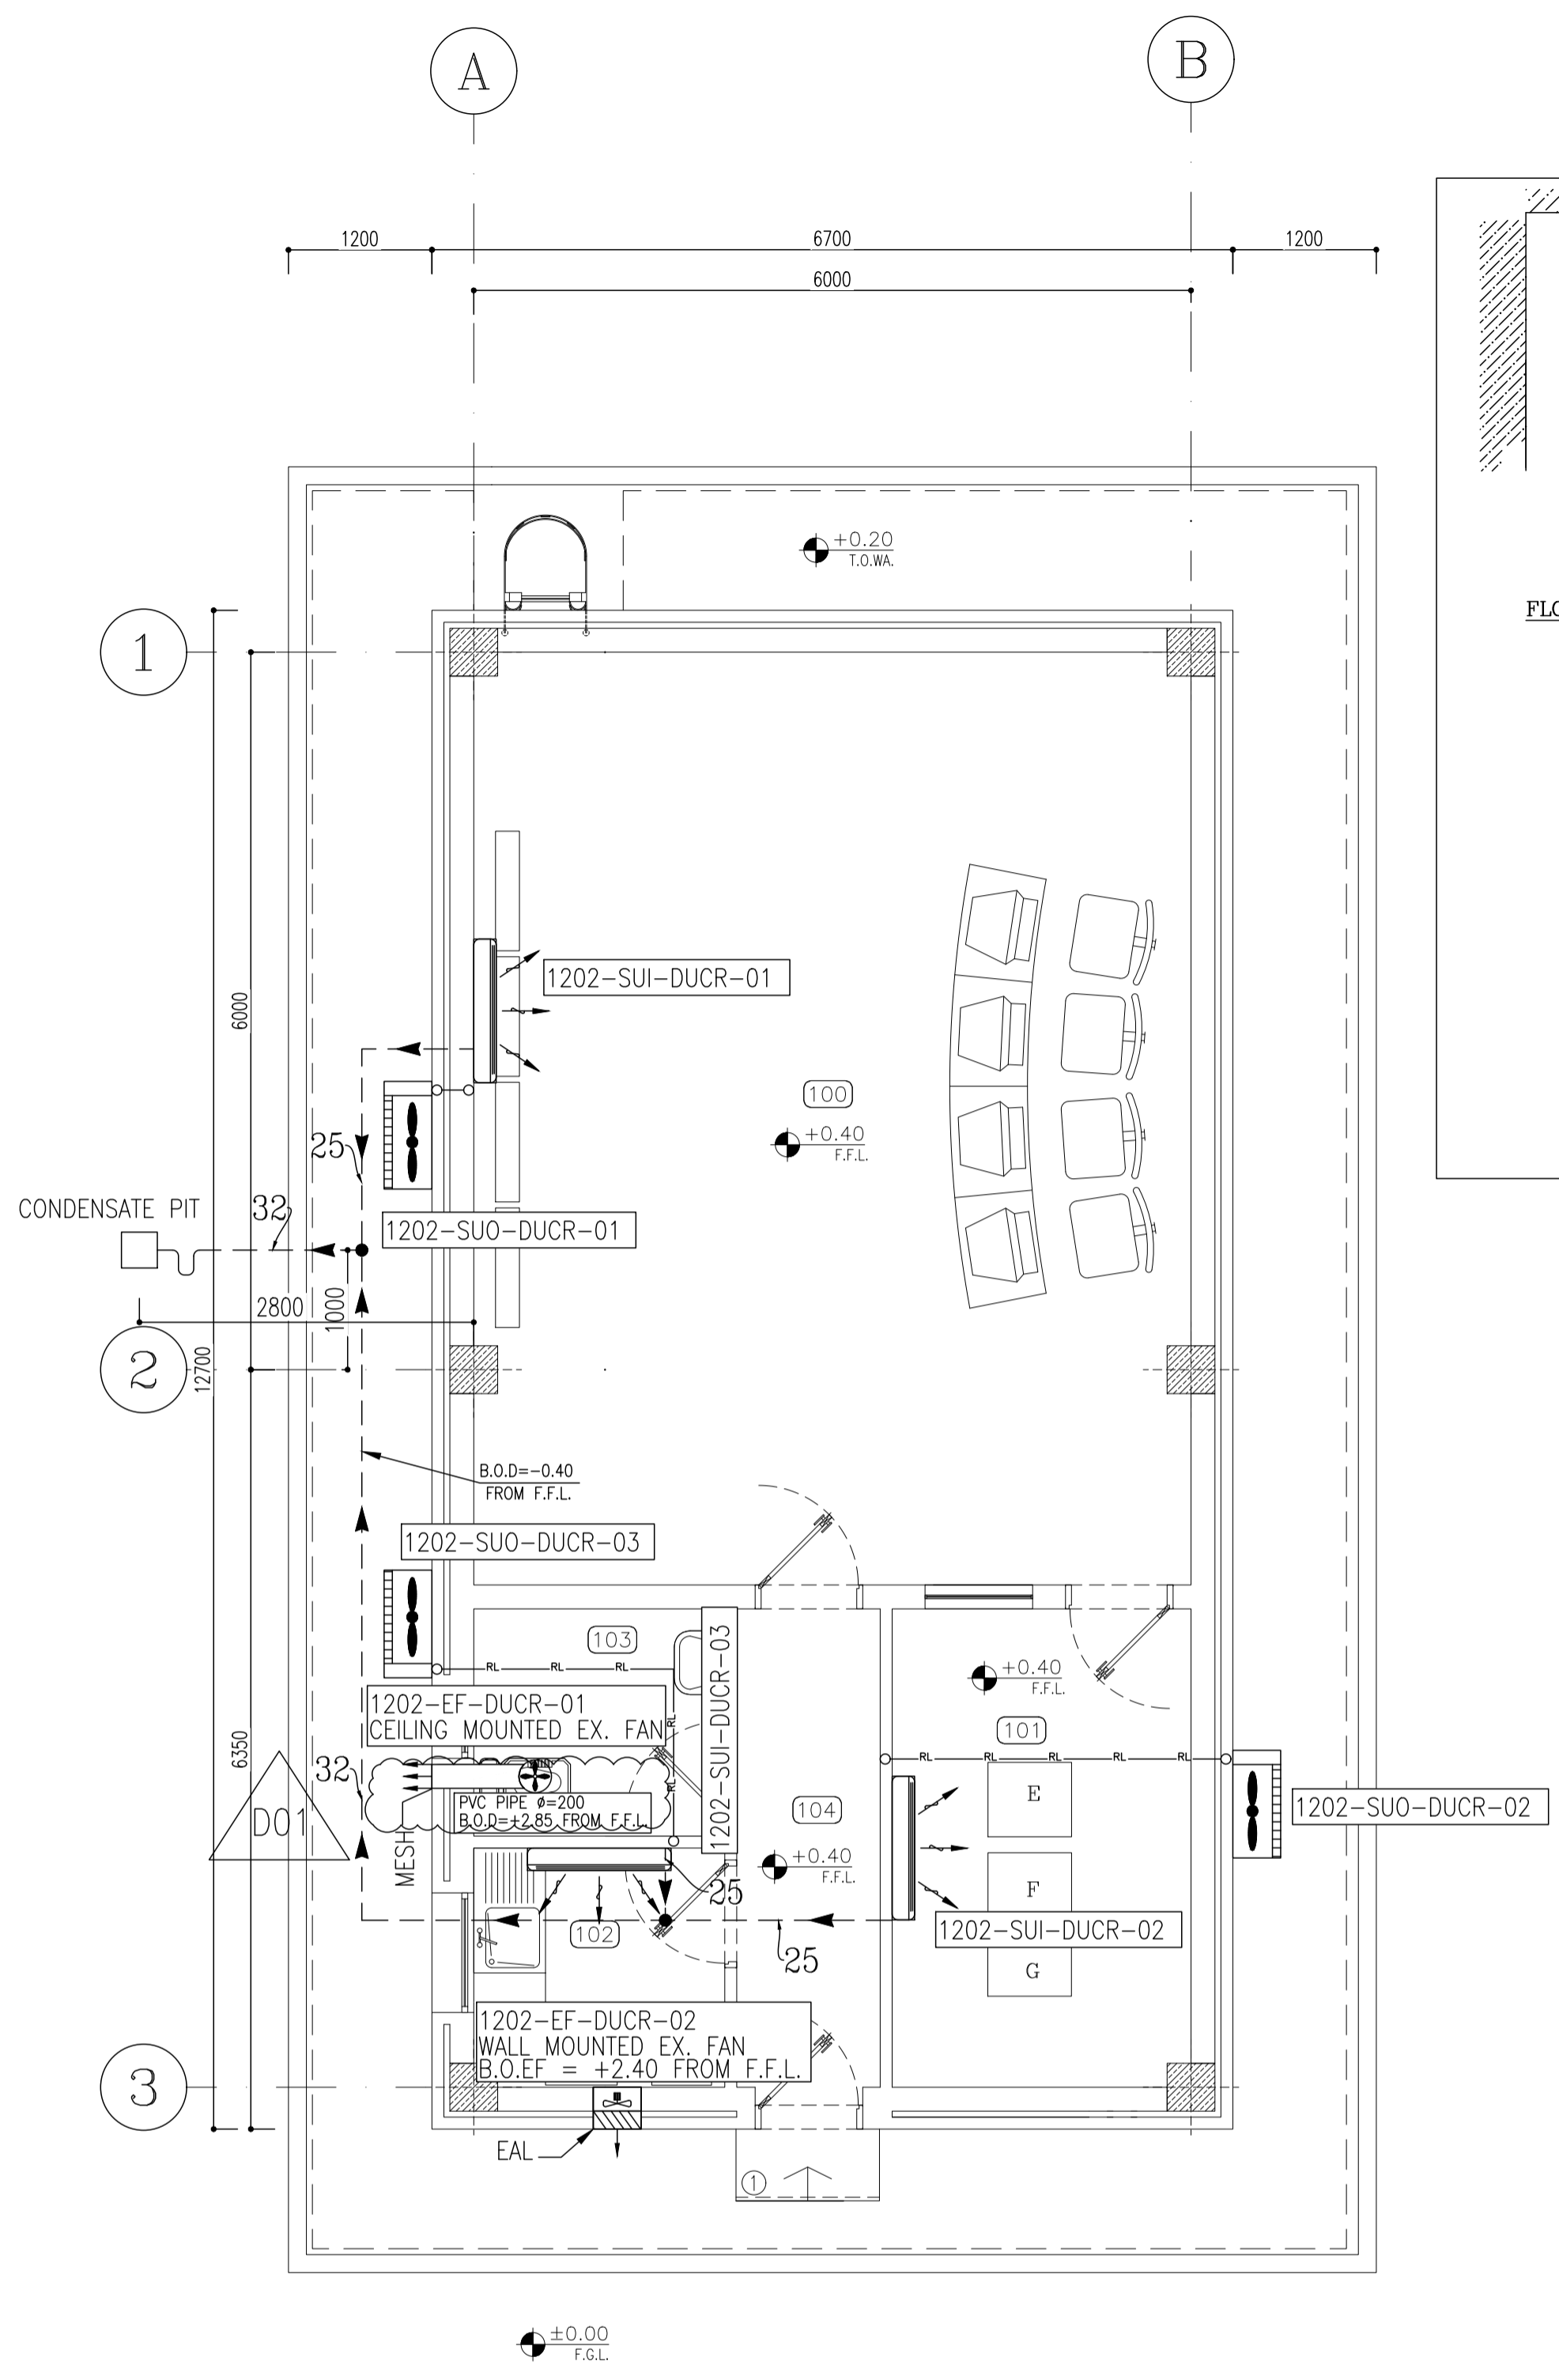 A
B
1200
6700
1200
6000
+0.20
T.O.WA.
FLO
1
1202-SUI-DUCR-01
6000
100
+0.40
F.F.L.
25
CONDENSATE PIT
32
1202-SUO-DUCR-01
2800
1000
2
12700
B.O.D=-0.40
FROM F.F.L.
1202-SUO-DUCR-03
103
RL RL RL
1202-SUI-DUCR-03
+0.40
F.F.L.
1202-EF-DUCR-01
CEILING MOUNTED EX. FAN
RL
101
RL RL RL RL RL
6350
32
D01
PVC PIPE ø=200
B.O.D=+2.85 FROM F.F.L.
RL
MESH
104
E
1202-SUO-DUCR-02
+0.40
F.F.L.
25
F
102
1202-SUI-DUCR-02
25
G
1202-EF-DUCR-02
WALL MOUNTED EX. FAN
B.O.EF = +2.40 FROM F.F.L.
3
EAL
1
±0.00
F.G.L.